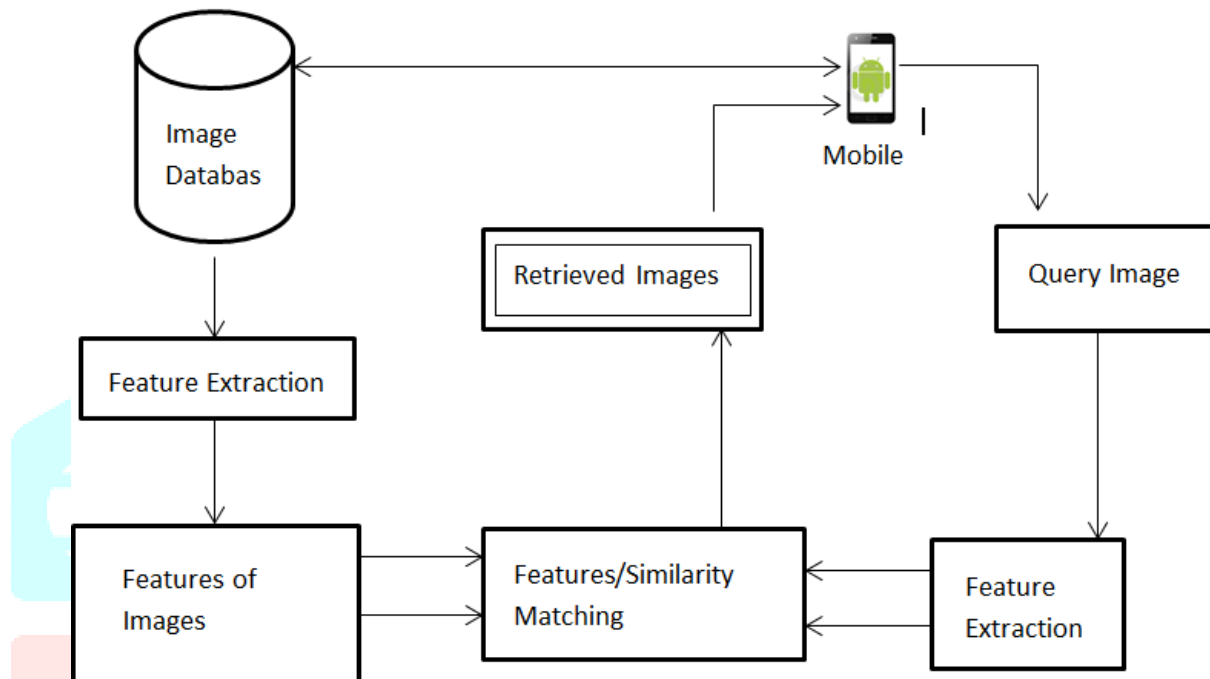 Image
Databas
Mobile
Retrieved Images
Query Image
Feature Extraction
Features of
Images
Features/Similarity
Matching
Feature
Extraction